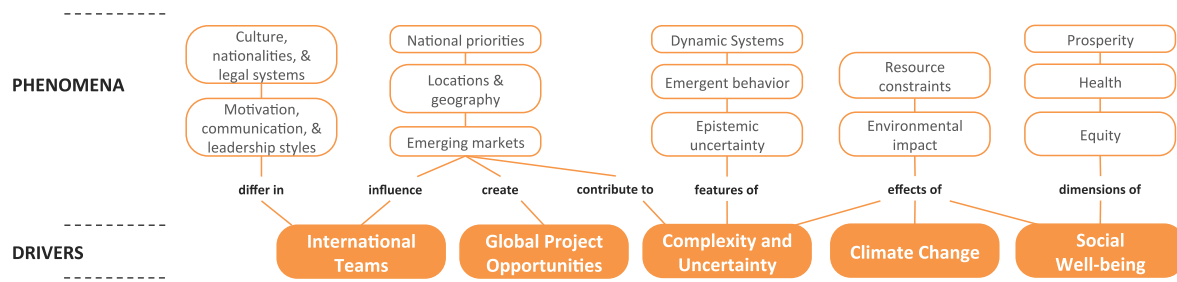 PHENOMENA
Culture,
nationalities, &
legal systems
Motivation,
communication, &
leadership styles
National priorities
Locations &
geography
Emerging markets
Dynamic Systems
Emergent behavior
Epistemic
uncertainty
Resource
constraints
Environmental
impact
Prosperity
Health
Equity
differ in
influence
create
contribute to
features of
effects of
dimensions of
DRIVERS
International
Teams
Global Project
Opportunities
Complexity and
Uncertainty
Climate Change
Social
Well-being